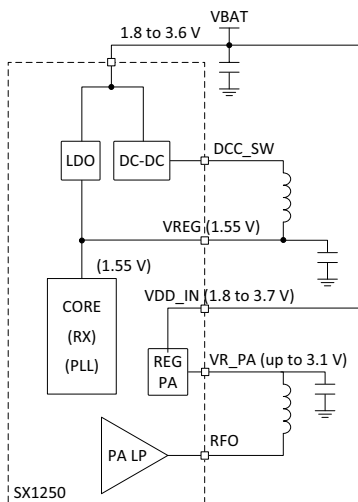 VBAT
1.8 to 3.6 V
LDO
DC-DC
DCC_SW
VREG (1.55 V)
(1.55 V)
CORE
(RX)
(PLL)
VDD_IN (1.8 to 3.7 V)
REG
PA
VR_PA (up to 3.1 V)
PA LP
RFO
SX1250